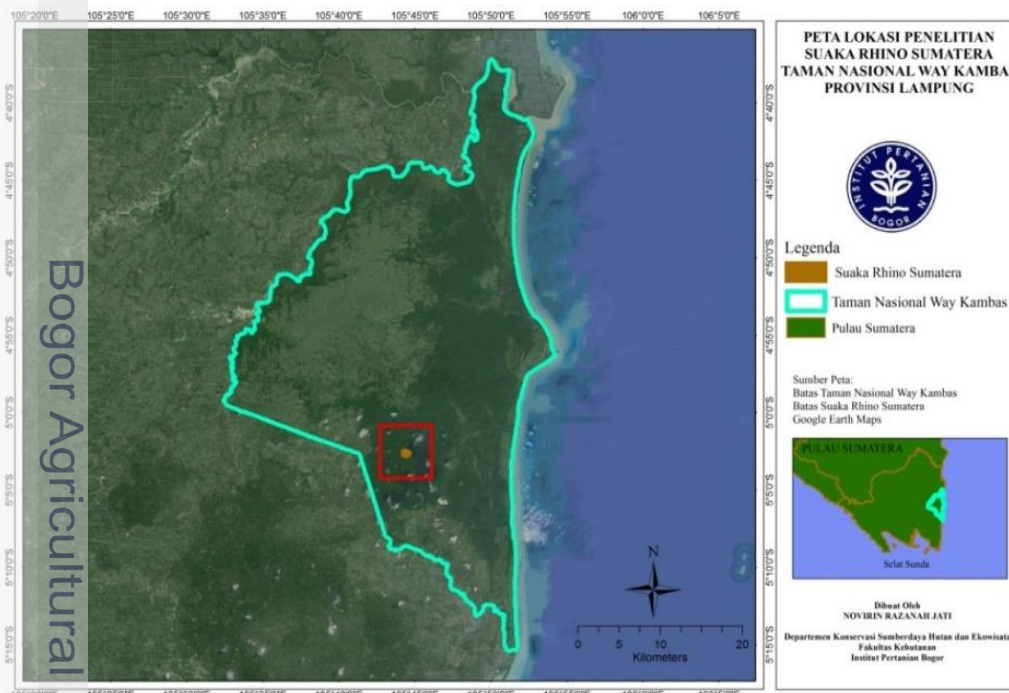 105°20'0"E 105°25'0"E 105°30'0"E 105°35'0"E 105°40'0"E 105°45'0"E 105°50'0"E 105°55'0"E 106°0'0"E 106°5'0"E
4°40'0"S
4°45'0"S
4°50'0"S
4°55'0"S
5°0'0"S
5°5'0"S
5°10'0"S
5°15'0"S
Bogor Agricultural
N
0 5 10 20
Kilometers
PETA LOKASI PENELITIAN
SUAKA RHINO SUMATERA
TAMAN NASIONAL WAY KAMBA
PROVINSI LAMPUNG
INSTITUT PERTANIAN
BOGOR
Legenda
Suaka Rhino Sumatera
Taman Nasional Way Kambas
Pulau Sumatera
Sumber Peta:
Batas Taman Nasional Way Kambas
Batas Suaka Rhino Sumatera
Google Earth Maps
PULAU SUMATERA
Selat Sunda
Dibuat Oleh
NOVIRIN RAZANAH JATI
Departemen Konservasi Sumberdaya Hutan dan Ekowisata
Fakultas Kehutanan
Institut Pertanian Bogor